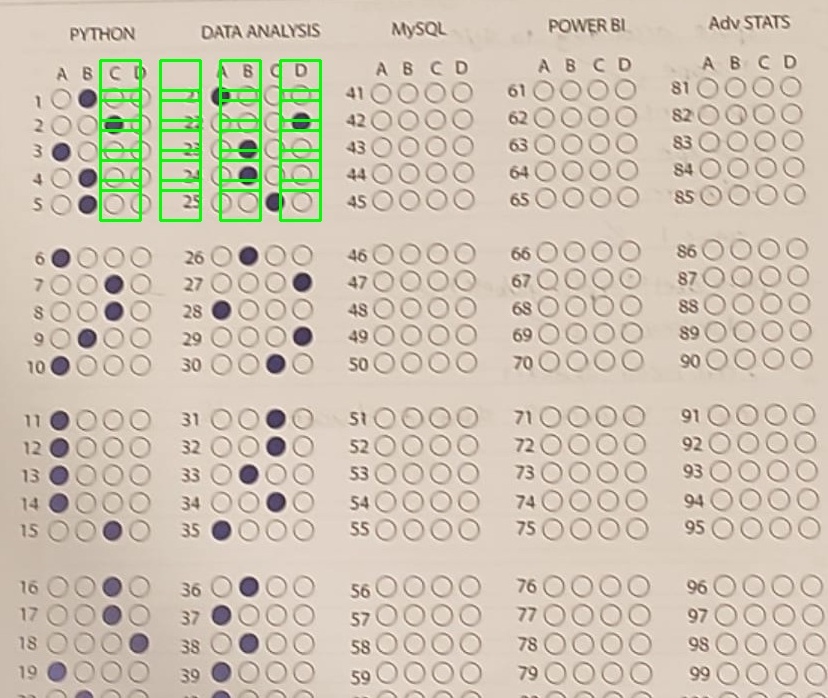 PYTHON DATA ANALYSIS MySQL POWER BI Adv STATS
A B C D A B C D A B C D A B C D A B C D
1 21 41 61 81
2 22 42 62 82
3 23 43 63 83
4 24 44 64 84
5 25 45 65 85
6 26 46 66 86
7 27 47 67 87
8 28 48 68 88
9 29 49 69 89
10 30 50 70 90
11 31 51 71 91
12 32 52 72 92
13 33 53 73 93
14 34 54 74 94
15 35 55 75 95
16 36 56 76 96
17 37 57 77 97
18 38 58 78 98
19 39 59 79 99